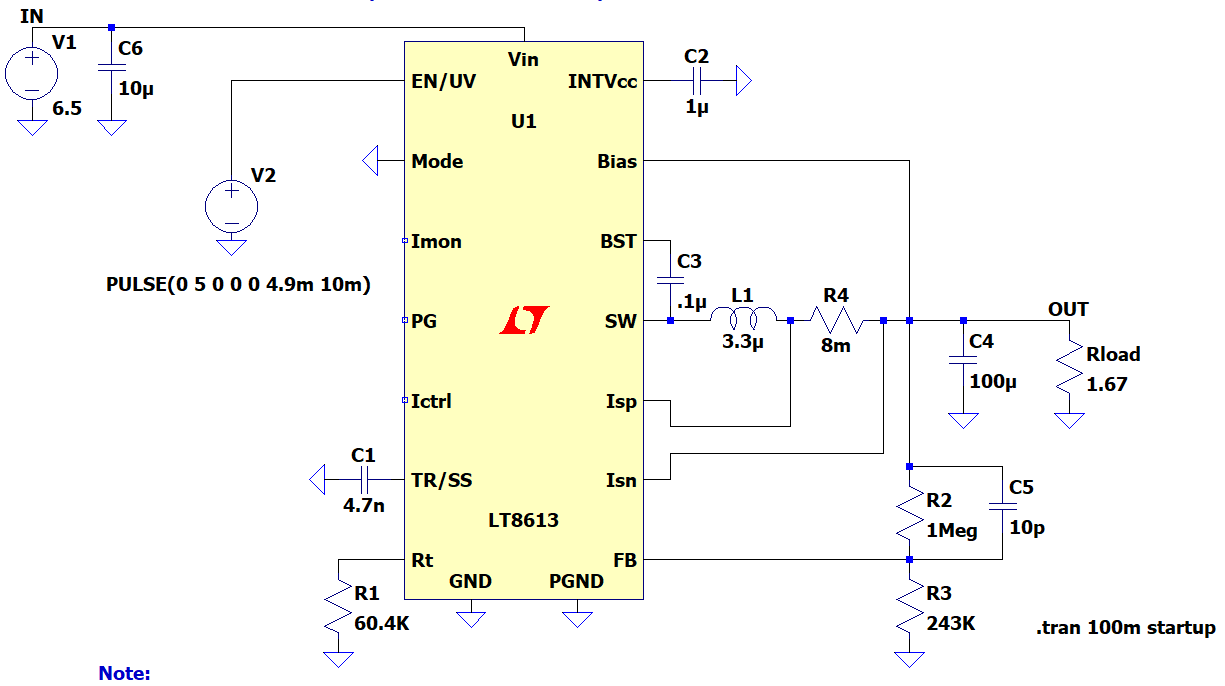 IN
V1
6.5
C6
10µ
V2
PULSE(0 5 0 0 0 4.9m 10m)
Vin
EN/UV
INTVcc
U1
Mode
Bias
Imon
BST
PG
SW
Ictrl
Isp
TR/SS
Isn
LT8613
Rt
FB
GND
PGND
C2
1µ
C3
.1µ
L1
3.3µ
R4
8m
OUT
C4
100µ
Rload
1.67
C1
4.7n
R2
1Meg
C5
10p
R1
60.4K
R3
243K
.tran 100m startup
Note: